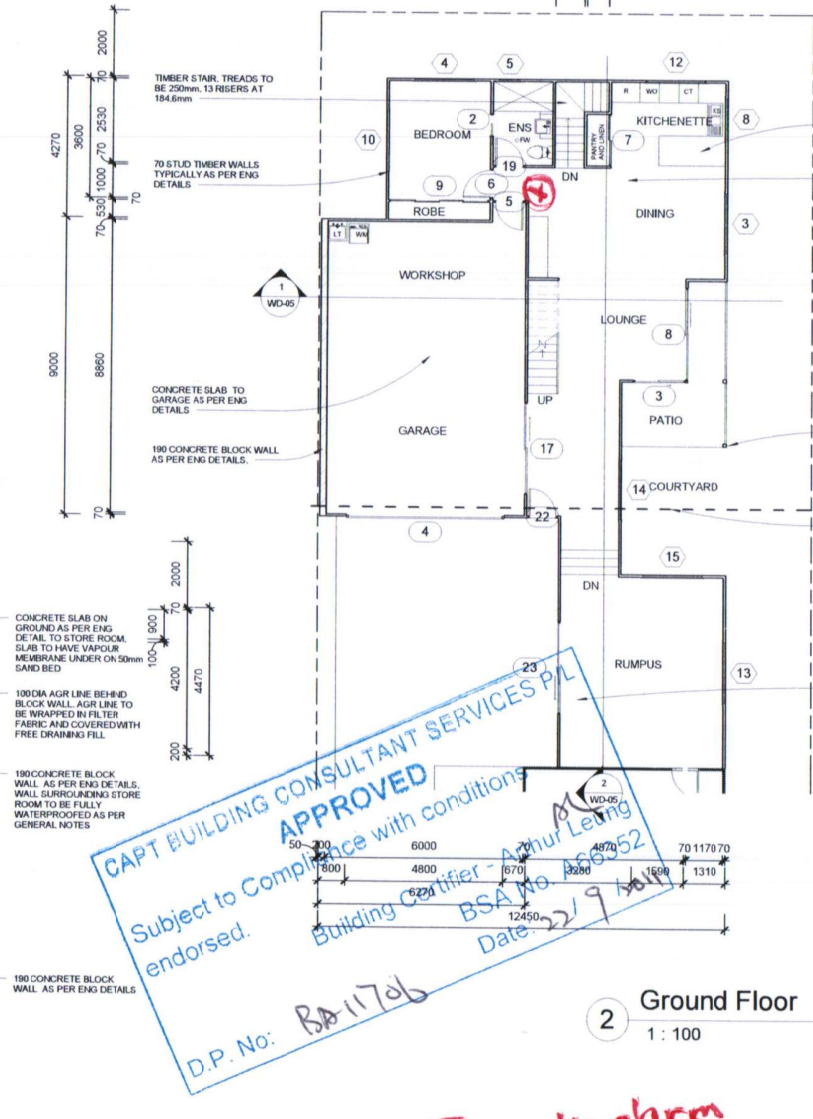 2000
70
4270
3600
2530
70
1000
530
70
70
9000
8860
70
TIMBER STAIR. TREADS TO
BE 250mm, 13 RISERS AT
184.6mm
70 STUD TIMBER WALLS
TYPICALLY AS PER ENG
DETAILS
CONCRETE SLAB TO
GARAGE AS PER ENG
DETAILS
190 CONCRETE BLOCK WALL
AS PER ENG DETAILS.
4
5
12
10
BEDROOM
2
ENS
FW
19
6
5
9
ROBE
R
WO
CT
KITCHENETTE
PANTRY
AND LINEN
7
8
DN
DINING
3
LT
WM
WORKSHOP
1
WD-05
LOUNGE
8
3
UP
PATIO
GARAGE
17
14
COURTYARD
4
22
15
DN
RUMPUS
23
13
2
WD-05
2000
70
900
100
4200
4470
200
CONCRETE SLAB ON
GROUND AS PER ENG
DETAIL TO STORE ROOM.
SLAB TO HAVE VAPOUR
MEMBRANE UNDER ON 50mm
SAND BED
100DIA AGR LINE BEHIND
BLOCK WALL. AGR LINE TO
BE WRAPPED IN FILTER
FABRIC AND COVERED WITH
FREE DRAINING FILL
190 CONCRETE BLOCK
WALL AS PER ENG DETAILS.
WALL SURROUNDING STORE
ROOM TO BE FULLY
WATERPROOFED AS PER
GENERAL NOTES
190 CONCRETE BLOCK
WALL AS PER ENG DETAILS
CAPT BUILDING CONSULTANT SERVICES P/L
APPROVED
Subject to Compliance with conditions
endorsed.
Building Certifier - Arthur Leung
BSA No. A66352
Date: 22/9/2011
D.P. No: BA11706
50 200 6000 70 4870 70 1170 70
800 4800 670 3280 1590 1310
6270
12450
2
Ground Floor
1 : 100